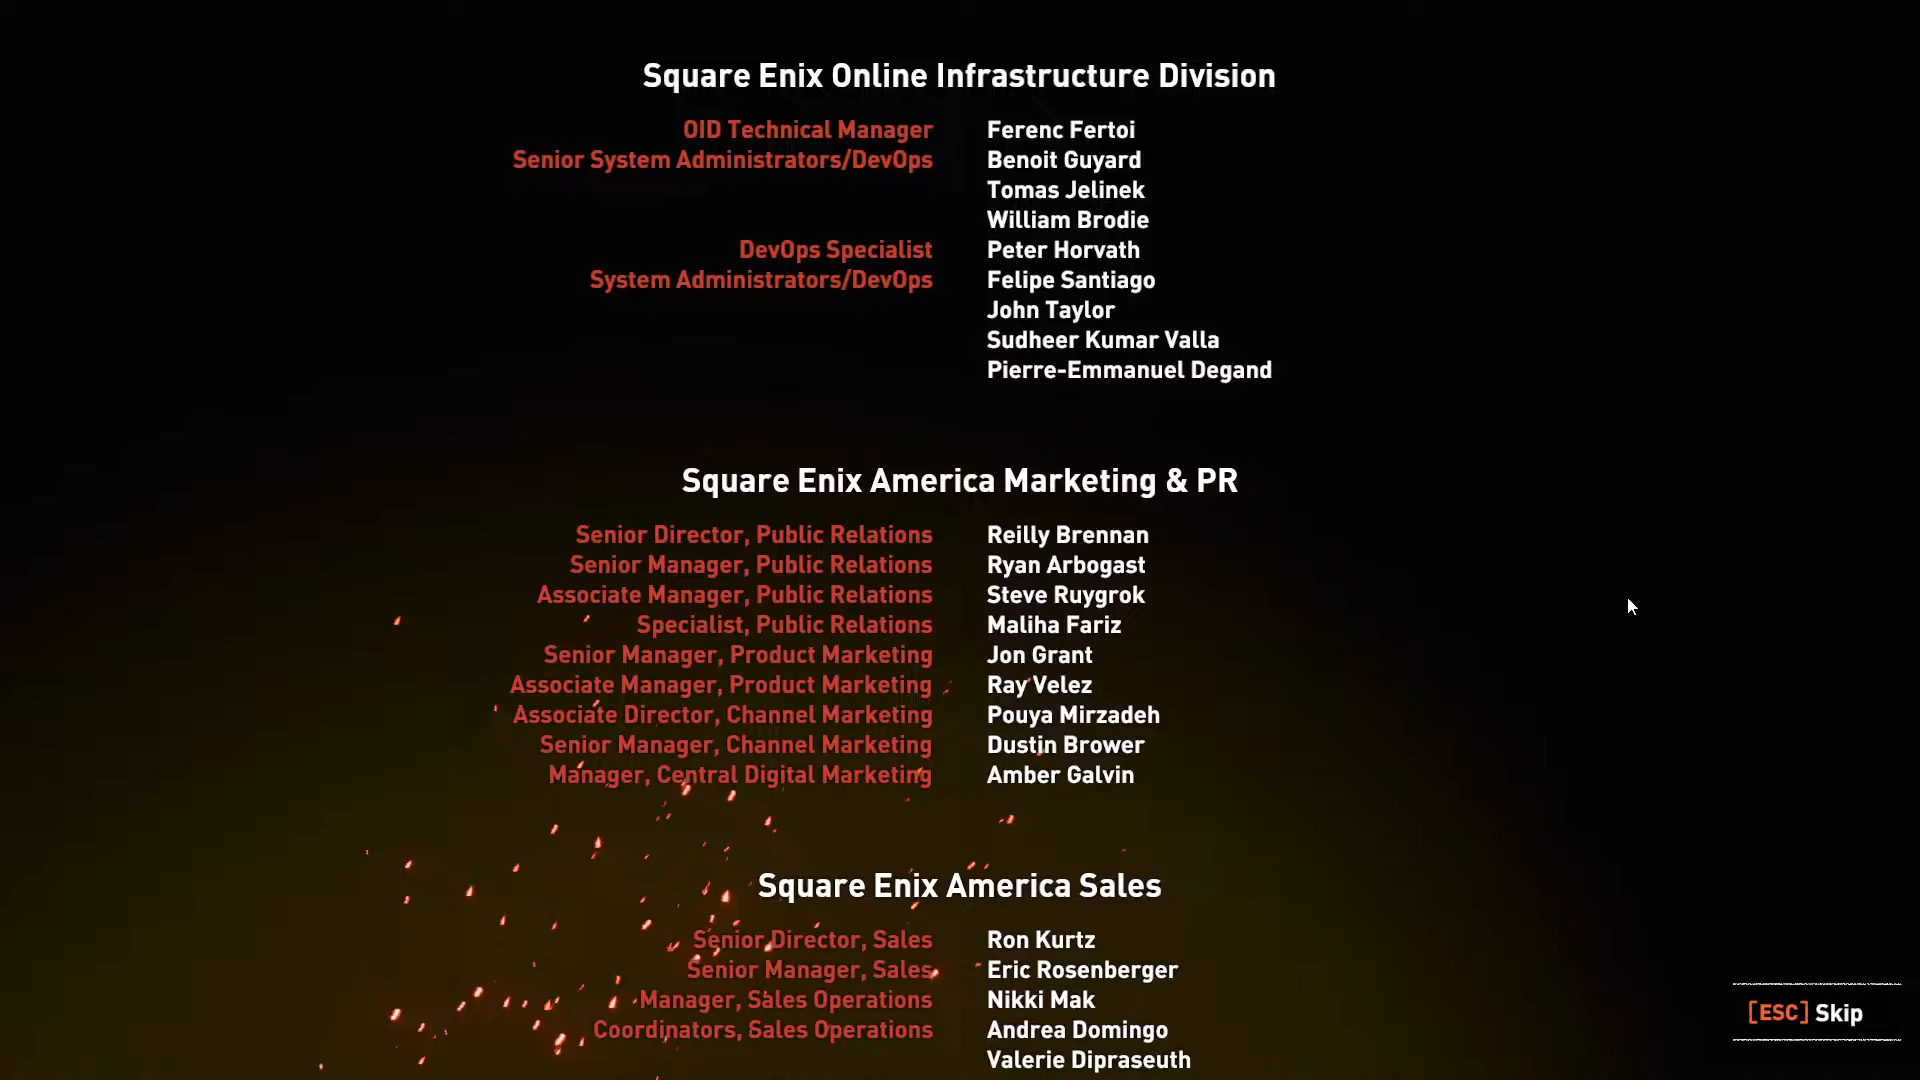 Square Enix Online Infrastructure Division
OID Technical Manager Ferenc Fertoi
Senior System Administrators/DevOps Benoit Guyard
Tomas Jelinek
William Brodie
DevOps Specialist Peter Horvath
System Administrators/DevOps Felipe Santiago
John Taylor
Sudheer Kumar Valla
Pierre-Emmanuel Degand
Square Enix America Marketing & PR
Senior Director, Public Relations Reilly Brennan
Senior Manager, Public Relations Ryan Arbogast
Associate Manager, Public Relations Steve Ruygrok
Specialist, Public Relations Maliha Fariz
Senior Manager, Product Marketing Jon Grant
Associate Manager, Product Marketing Ray Velez
Associate Director, Channel Marketing Pouya Mirzadeh
Senior Manager, Channel Marketing Dustin Brower
Manager, Central Digital Marketing Amber Galvin
Square Enix America Sales
Senior Director, Sales Ron Kurtz
Senior Manager, Sales Eric Rosenberger
Manager, Sales Operations Nikki Mak
Coordinators, Sales Operations Andrea Domingo
Valerie Dipraseuth
[ESC] Skip